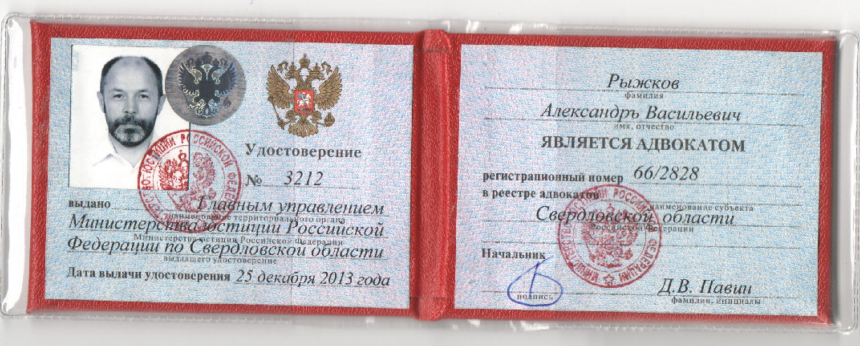 Удостоверение
№ 3212
выдано Главным управлением
наименование территориального органа
Министерства юстиции Российской
Министерства юстиции Российской Федерации
Федерации по Свердловской области
выдавшего удостоверение
Дата выдачи удостоверения 25 декабря 2013 года
Рыжков
фамилия
Александръ Васильевич
имя, отчество
ЯВЛЯЕТСЯ АДВОКАТОМ
регистрационный номер 66/2828
в реестре адвокатов
наименование субъекта
Свердловской области
Российской Федерации
Начальник
подпись
Д.В. Павин
фамилия, инициалы